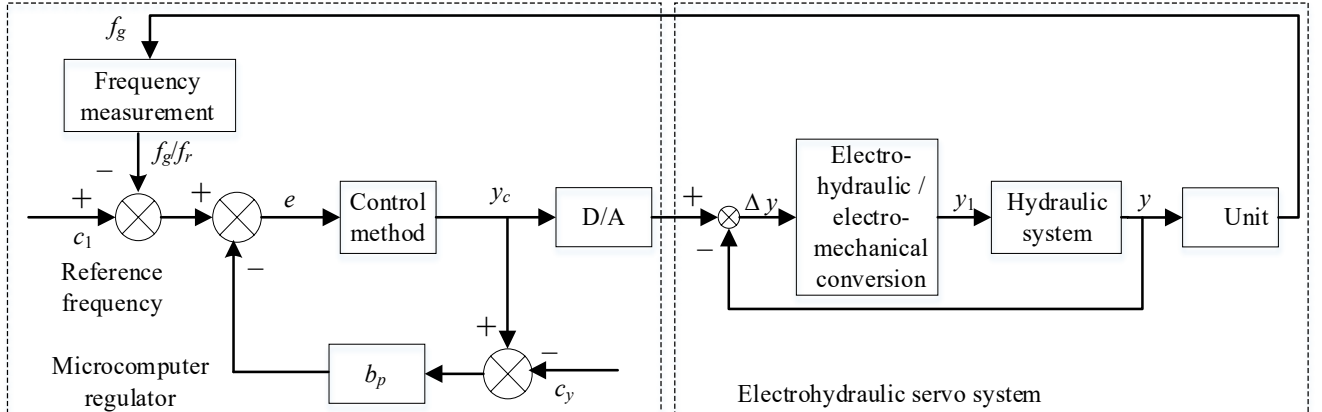 f_g
Frequency
measurement
f_g/f_r
−
+
c_1
Reference
frequency
+
−
e
Control
method
y_c
D/A
+
−
b_p
c_y
Microcomputer
regulator
+
−
Δ y
Electro-
hydraulic /
electro-
mechanical
conversion
y_1
Hydraulic
system
y
Unit
Electrohydraulic servo system